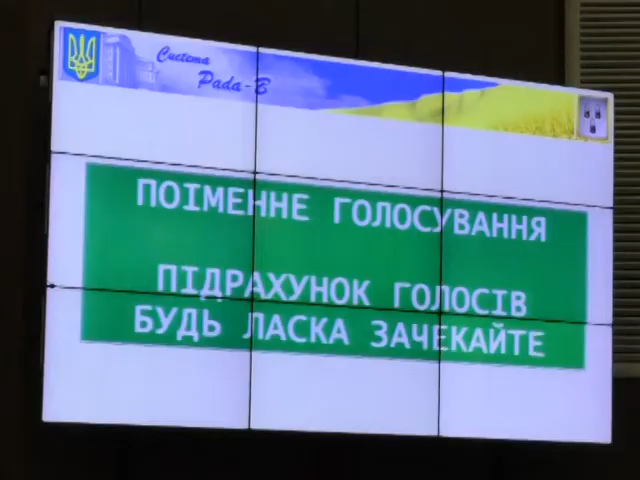 Система
Рада-В
ПОІМЕННЕ ГОЛОСУВАННЯ
ПІДРАХУНОК ГОЛОСІВ
БУДЬ ЛАСКА ЗАЧЕКАЙТЕ